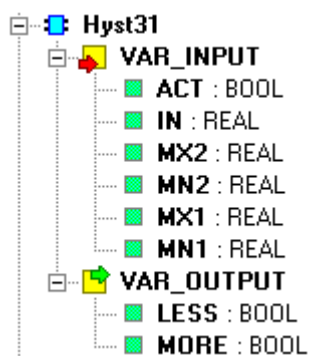 Hyst31
VAR_INPUT
ACT : BOOL
IN : REAL
MX2 : REAL
MN2 : REAL
MX1 : REAL
MN1 : REAL
VAR_OUTPUT
LESS : BOOL
MORE : BOOL